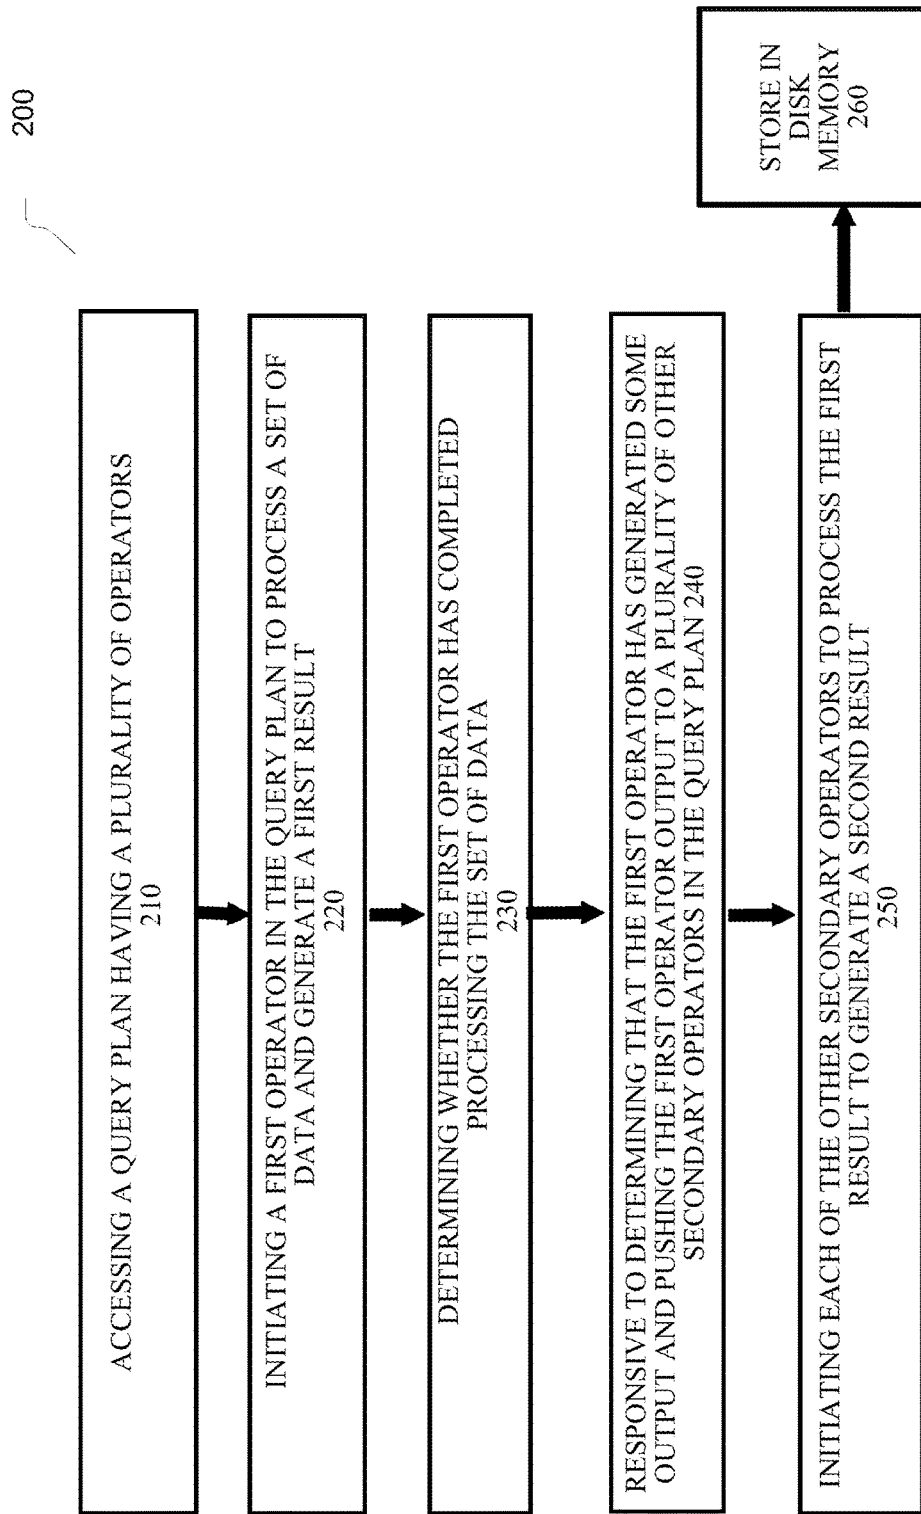 200
ACCESSING A QUERY PLAN HAVING A PLURALITY OF OPERATORS
210
INITIATING A FIRST OPERATOR IN THE QUERY PLAN TO PROCESS A SET OF
DATA AND GENERATE A FIRST RESULT
220
DETERMINING WHETHER THE FIRST OPERATOR HAS COMPLETED
PROCESSING THE SET OF DATA
230
RESPONSIVE TO DETERMINING THAT THE FIRST OPERATOR HAS GENERATED SOME
OUTPUT AND PUSHING THE FIRST OPERATOR OUTPUT TO A PLURALITY OF OTHER
SECONDARY OPERATORS IN THE QUERY PLAN 240
INITIATING EACH OF THE OTHER SECONDARY OPERATORS TO PROCESS THE FIRST
RESULT TO GENERATE A SECOND RESULT
250
STORE IN
DISK
MEMORY
260